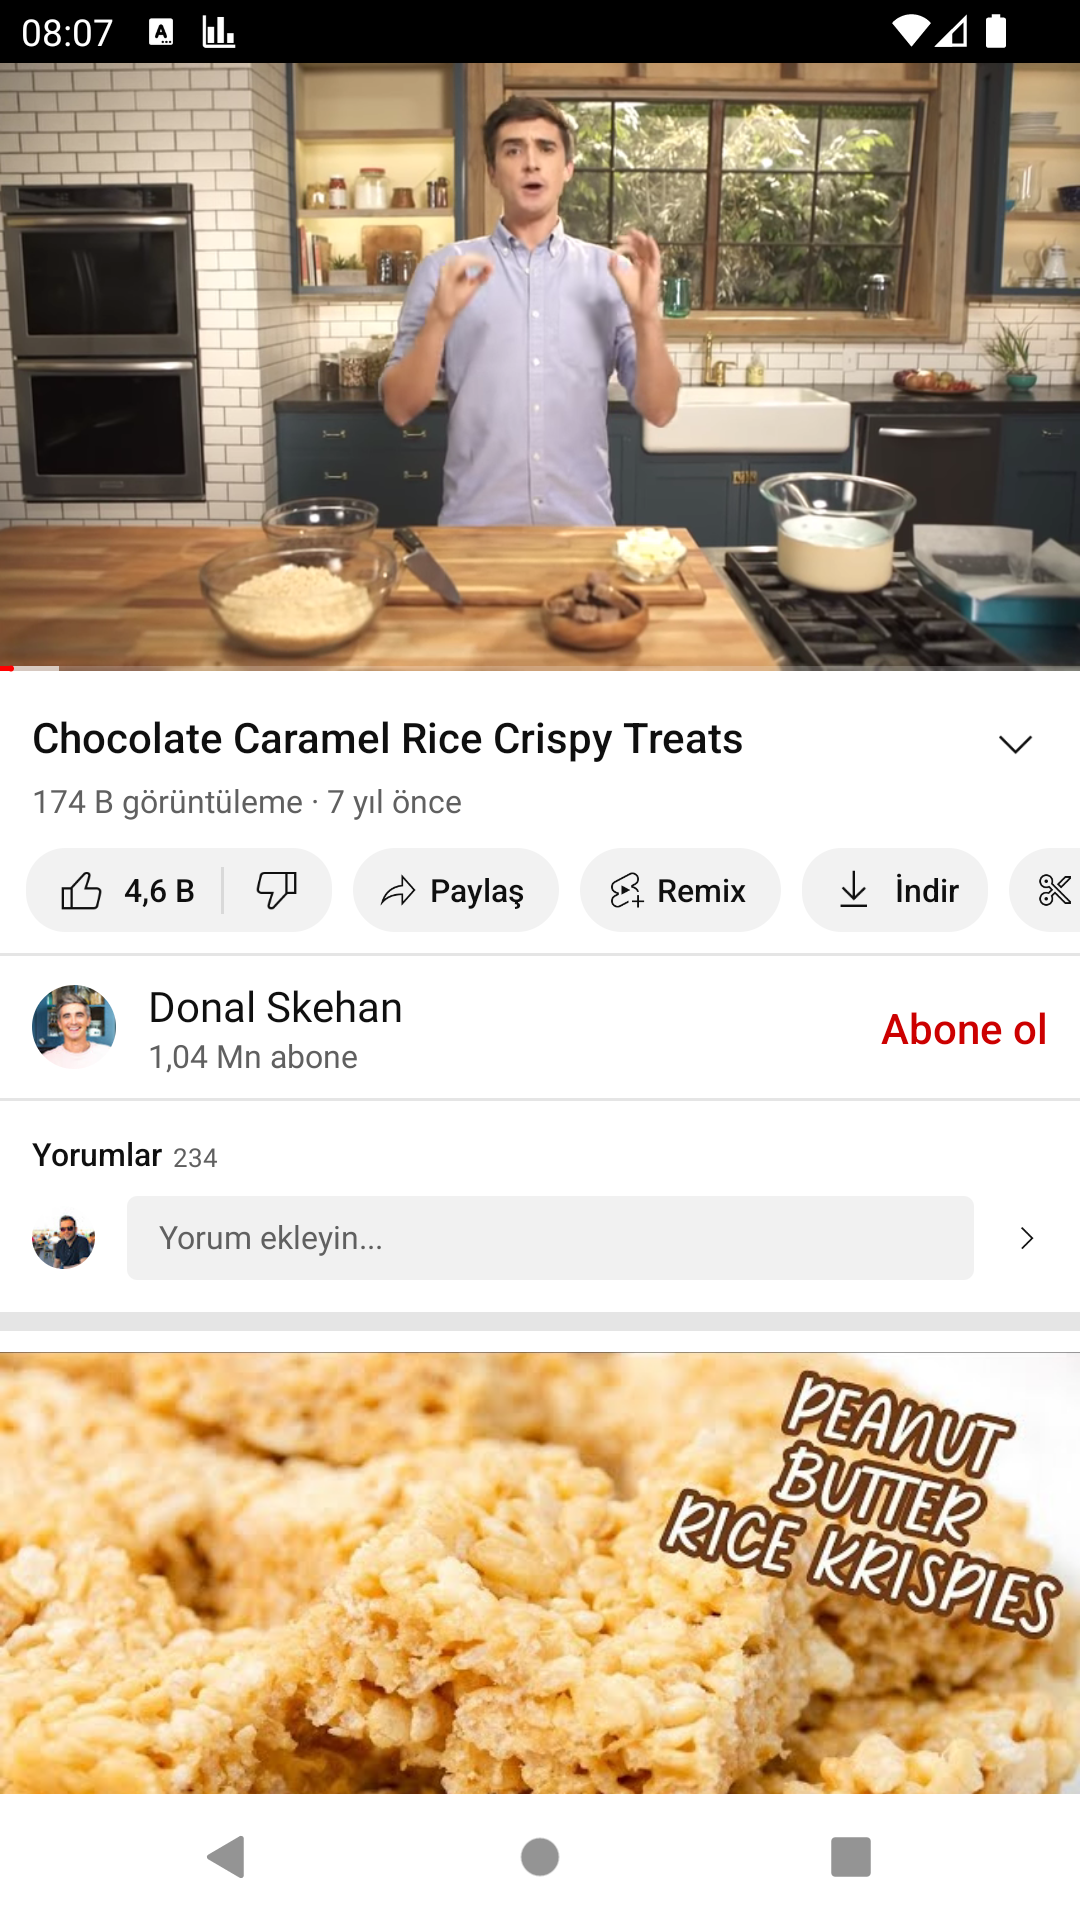 08:07
Chocolate Caramel Rice Crispy Treats
174 B görüntüleme · 7 yıl önce
4,6 B
Paylaş
Remix
İndir
Donal Skehan
1,04 Mn abone
Abone ol
Yorumlar 234
Yorum ekleyin...
PEANUT
BUTTER
RICE KRISPIES